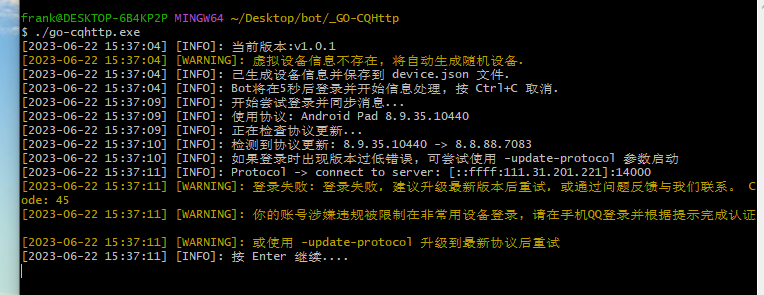 frank@DESKTOP-6B4KP2P MINGW64 ~/Desktop/bot/_GO-CQHttp
$ ./go-cqhttp.exe
[2023-06-22 15:37:04] [INFO]: 当前版本:v1.0.1
[2023-06-22 15:37:04] [WARNING]: 虚拟设备信息不存在, 将自动生成随机设备.
[2023-06-22 15:37:04] [INFO]: 已生成设备信息并保存到 device.json 文件.
[2023-06-22 15:37:04] [INFO]: Bot将在5秒后登录并开始信息处理, 按 Ctrl+C 取消.
[2023-06-22 15:37:09] [INFO]: 开始尝试登录并同步消息...
[2023-06-22 15:37:09] [INFO]: 使用协议: Android Pad 8.9.35.10440
[2023-06-22 15:37:09] [INFO]: 正在检查协议更新...
[2023-06-22 15:37:10] [INFO]: 检测到协议更新: 8.9.35.10440 -> 8.8.88.7083
[2023-06-22 15:37:10] [INFO]: 如果登录时出现版本过低错误, 可尝试使用 -update-protocol 参数启动
[2023-06-22 15:37:11] [INFO]: Protocol -> connect to server: [::ffff:111.31.201.221]:14000
[2023-06-22 15:37:11] [WARNING]: 登录失败: 登录失败, 建议升级最新版本后重试, 或通过问题反馈与我们联系。 C
ode: 45
[2023-06-22 15:37:11] [WARNING]: 你的账号涉嫌违规被限制在非常用设备登录, 请在手机QQ登录并根据提示完成认证
[2023-06-22 15:37:11] [WARNING]: 或使用 -update-protocol 升级到最新协议后重试
[2023-06-22 15:37:11] [INFO]: 按 Enter 继续....